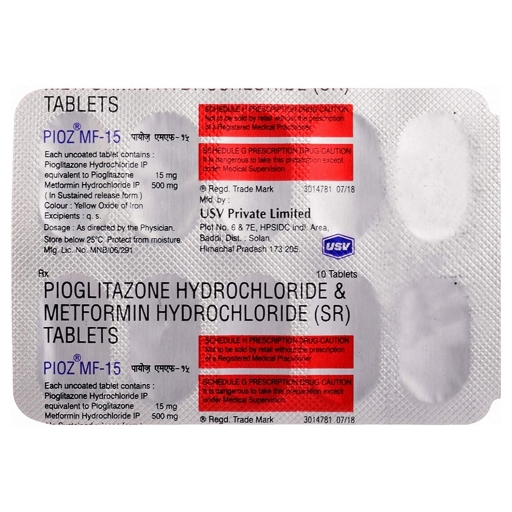 METFORMIN HYDROCHLORIDE (SR)
TABLETS
PIOZ® MF-15 पायोज़ एमएफ-१५
Each uncoated tablet contains :
Pioglitazone Hydrochloride IP
equivalent to Pioglitazone 15 mg
Metformin Hydrochloride IP 500 mg
( In Sustained release form )
Colour : Yellow Oxide of Iron
Excipients : q. s.
Dosage : As directed by the Physician.
Store below 25°C. Protect from moisture.
Mfg. Lic. No. MNB/06/291
SCHEDULE H PRESCRIPTION DRUG-CAUTION
Not to be sold by retail without the prescription
of a Registered Medical Practitioner.
SCHEDULE G PRESCRIPTION DRUG-CAUTION
It is dangerous to take this preparation except
under Medical Supervision.
® Regd. Trade Mark 3014781 07/18
Mfd by :
USV Private Limited
Plot No. 6 & 7E, HPSIDC indl. Area,
Baddi, Dist. : Solan,
Himachal Pradesh 173 205.
USV
Rx 10 Tablets
PIOGLITAZONE HYDROCHLORIDE &
METFORMIN HYDROCHLORIDE (SR)
TABLETS
PIOZ® MF-15 पायोज़ एमएफ-१५
Each uncoated tablet contains :
Pioglitazone Hydrochloride IP
equivalent to Pioglitazone 15 mg
Metformin Hydrochloride IP 500 mg
SCHEDULE H PRESCRIPTION DRUG-CAUTION
Not to be sold by retail without the prescription
of a Registered Medical Practitioner.
SCHEDULE G PRESCRIPTION DRUG-CAUTION
It is dangerous to take this preparation except
under Medical Supervision.
® Regd. Trade Mark 3014781 07/18